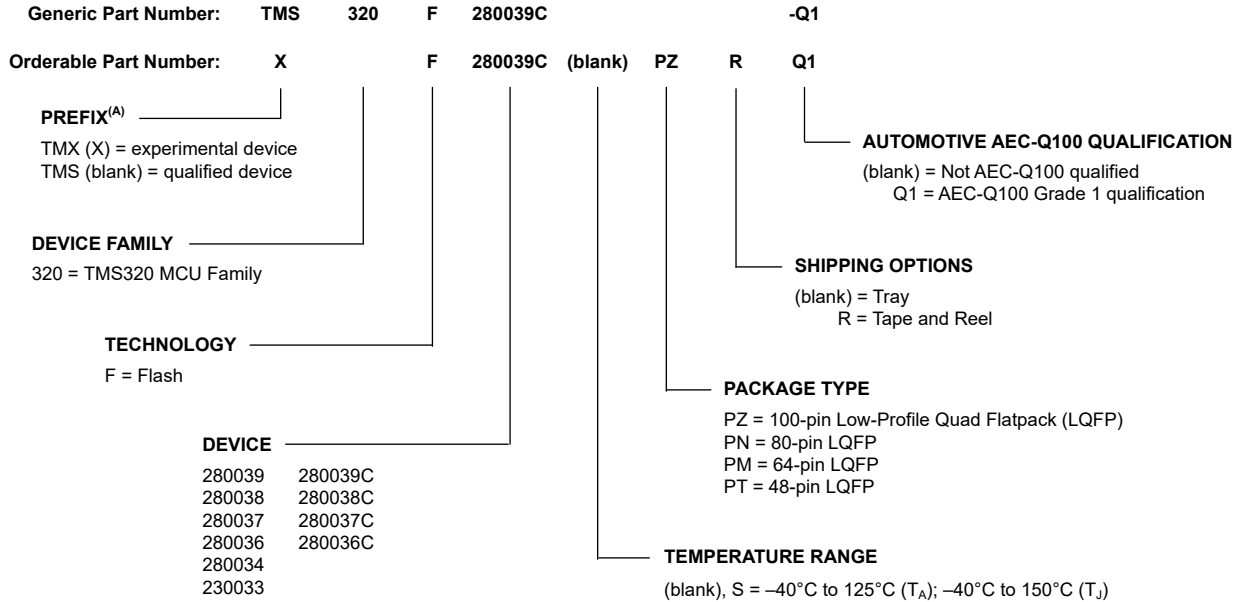 Generic Part Number: TMS 320 F 280039C -Q1
Orderable Part Number: X F 280039C (blank) PZ R Q1
PREFIX(A)
TMX (X) = experimental device
TMS (blank) = qualified device
AUTOMOTIVE AEC-Q100 QUALIFICATION
(blank) = Not AEC-Q100 qualified
Q1 = AEC-Q100 Grade 1 qualification
DEVICE FAMILY
320 = TMS320 MCU Family
SHIPPING OPTIONS
(blank) = Tray
R = Tape and Reel
TECHNOLOGY
F = Flash
PACKAGE TYPE
PZ = 100-pin Low-Profile Quad Flatpack (LQFP)
PN = 80-pin LQFP
PM = 64-pin LQFP
PT = 48-pin LQFP
DEVICE
280039 280039C
280038 280038C
280037 280037C
280036 280036C
280034
230033
TEMPERATURE RANGE
(blank), S = –40°C to 125°C (TA); –40°C to 150°C (TJ)